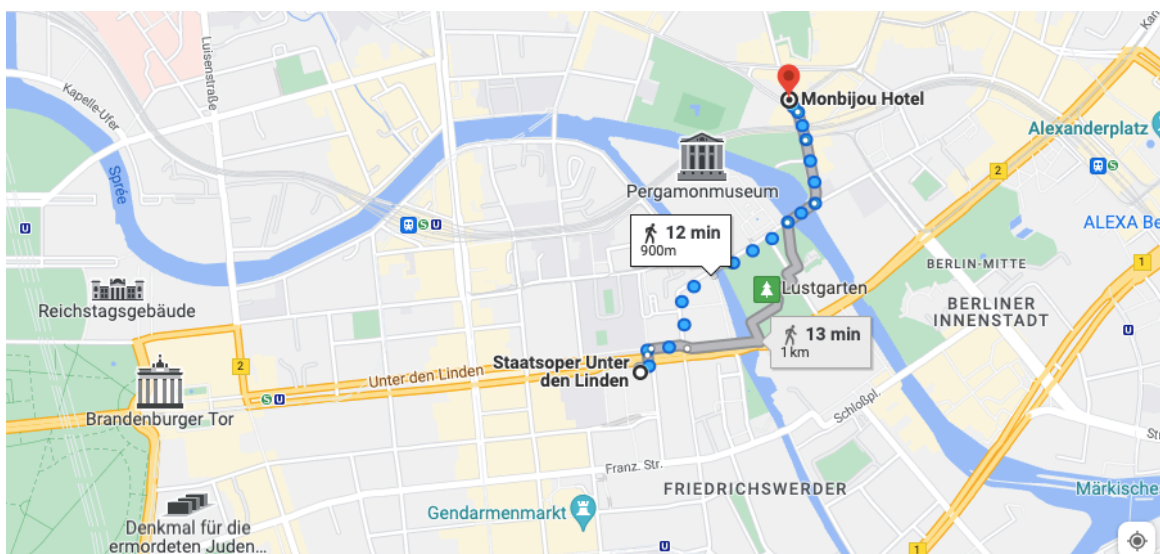 Luisenstraße
Kapelle-Ufer
Monbijou Hotel
Alexanderplatz
Spree
Pergamonmuseum
2
S
U
U
12 min
900m
ALEXA Be
BERLIN-MITTE
1
Reichstagsgebäude
Lustgarten
BERLINER
INNENSTADT
13 min
1 km
U
2
Staatsoper Unter
den Linden
Unter den Linden
S
U
Brandenburger Tor
Schloßpl.
Franz. Str.
FRIEDRICHSWERDER
Märkische
Gendarmenmarkt
Denkmal für die
ermordeten Juden...
U
1